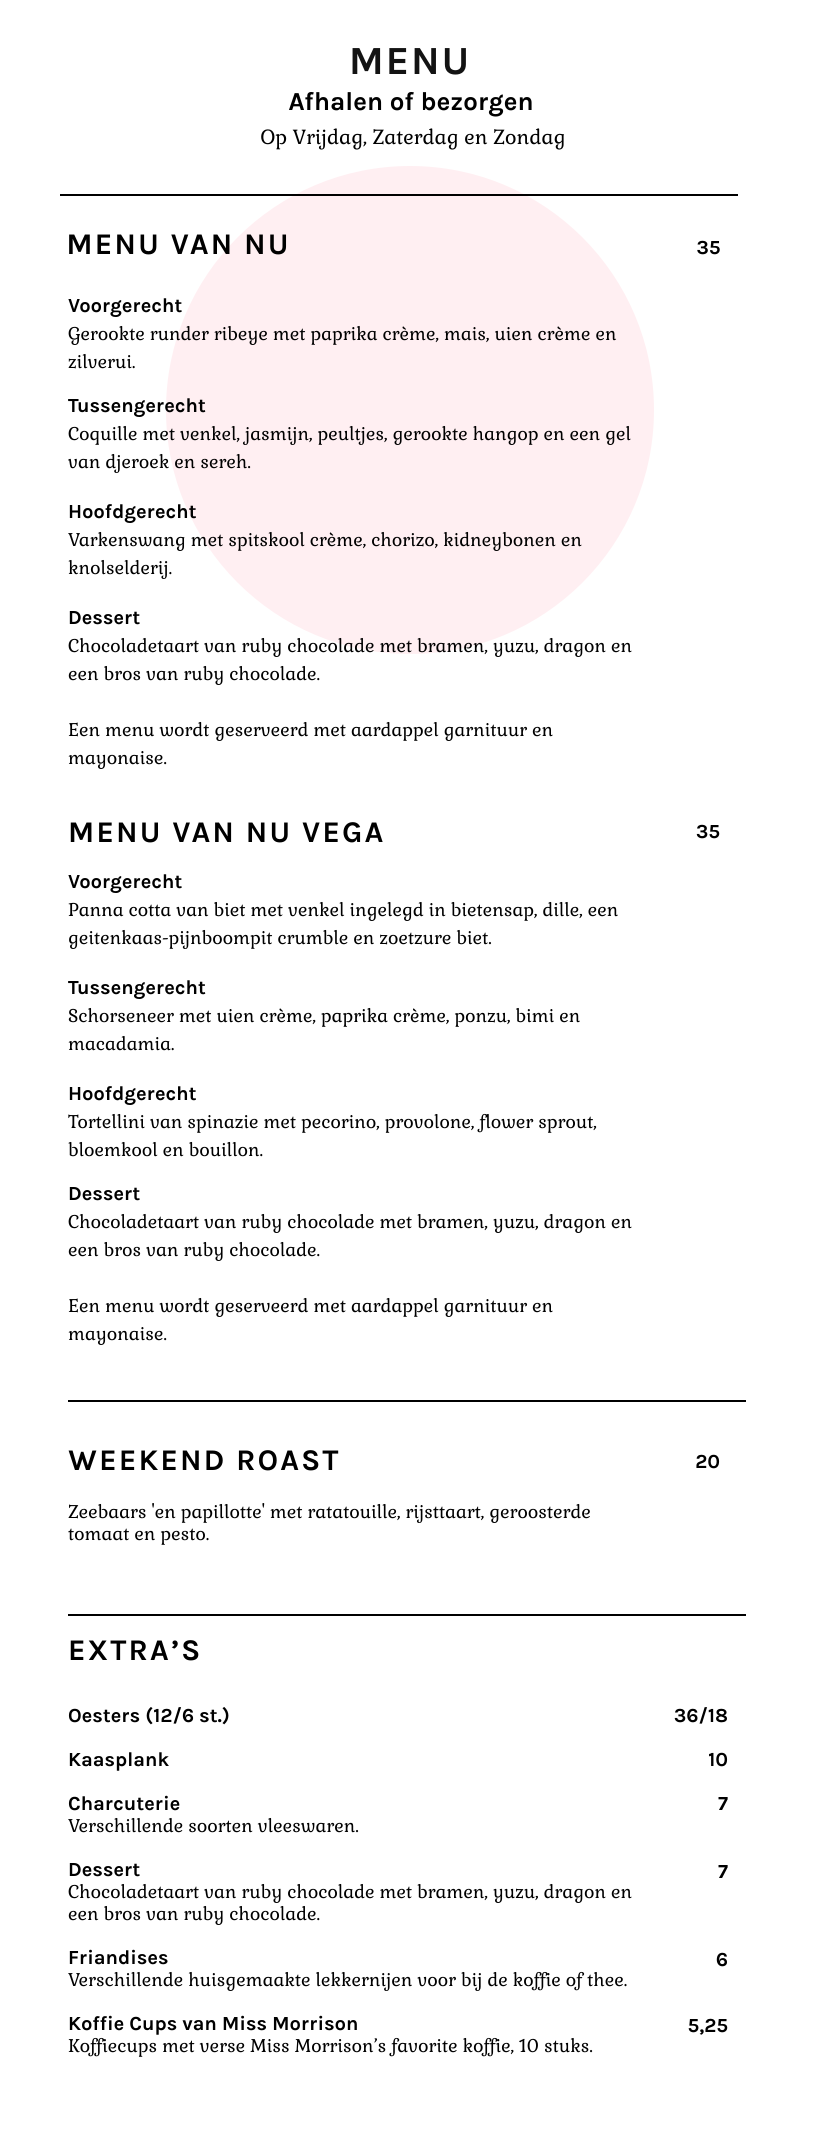 MENU
Afhalen of bezorgen
Op Vrijdag, Zaterdag en Zondag
MENU VAN NU 35
Voorgerecht
Gerookte runder ribeye met paprika crème, mais, uien crème en
zilverui.
Tussengerecht
Coquille met venkel, jasmijn, peultjes, gerookte hangop en een gel
van djeroek en sereh.
Hoofdgerecht
Varkenswang met spitskool crème, chorizo, kidneybonen en
knolselderij.
Dessert
Chocoladetaart van ruby chocolade met bramen, yuzu, dragon en
een bros van ruby chocolade.
Een menu wordt geserveerd met aardappel garnituur en
mayonaise.
MENU VAN NU VEGA 35
Voorgerecht
Panna cotta van biet met venkel ingelegd in bietensap, dille, een
geitenkaas-pijnboompit crumble en zoetzure biet.
Tussengerecht
Schorseneer met uien crème, paprika crème, ponzu, bimi en
macadamia.
Hoofdgerecht
Tortellini van spinazie met pecorino, provolone, flower sprout,
bloemkool en bouillon.
Dessert
Chocoladetaart van ruby chocolade met bramen, yuzu, dragon en
een bros van ruby chocolade.
Een menu wordt geserveerd met aardappel garnituur en
mayonaise.
WEEKEND ROAST 20
Zeebaars 'en papillotte' met ratatouille, rijsttaart, geroosterde
tomaat en pesto.
EXTRA’S
Oesters (12/6 st.) 36/18
Kaasplank 10
Charcuterie 7
Verschillende soorten vleeswaren.
Dessert 7
Chocoladetaart van ruby chocolade met bramen, yuzu, dragon en
een bros van ruby chocolade.
Friandises 6
Verschillende huisgemaakte lekkernijen voor bij de koffie of thee.
Koffie Cups van Miss Morrison 5,25
Koffiecups met verse Miss Morrison’s favorite koffie, 10 stuks.